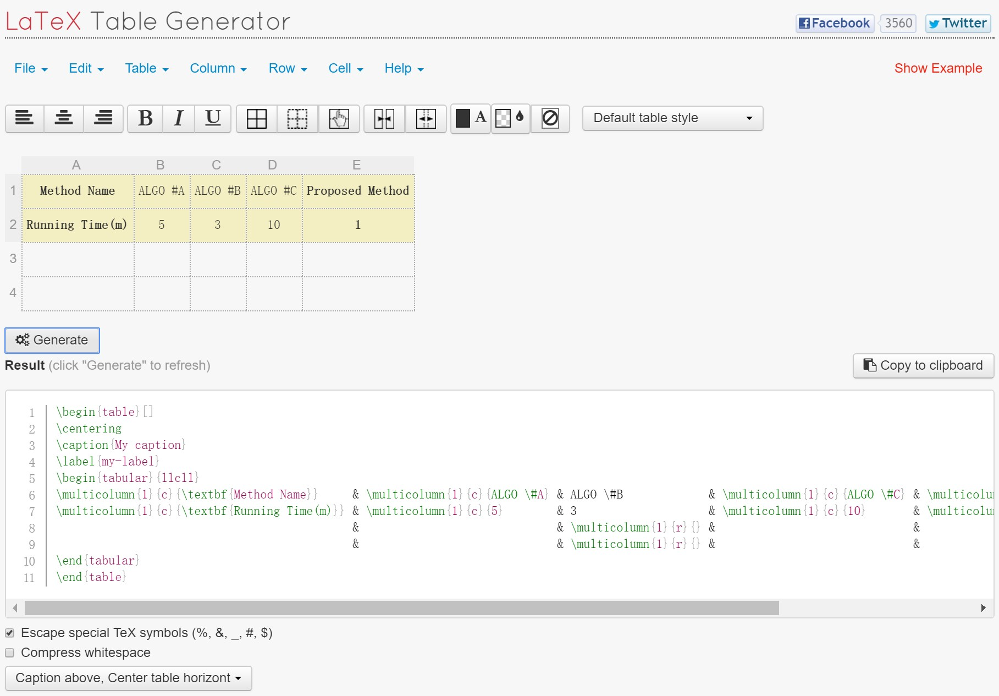 LaTeX Table Generator
Facebook 3560 Twitter
File Edit Table Column Row Cell Help Show Example
B I U A Default table style
A B C D E
1 Method Name ALGO #A ALGO #B ALGO #C Proposed Method
2 Running Time(m) 5 3 10 1
3
4
Generate
Result (click "Generate" to refresh)
Copy to clipboard
1 \begin{table}[]
2 \centering
3 \caption{My caption}
4 \label{my-label}
5 \begin{tabular}{llcll}
6 \multicolumn{1}{c}{\textbf{Method Name}} & \multicolumn{1}{c}{ALGO \#A} & ALGO \#B & \multicolumn{1}{c}{ALGO \#C} & \multicolu
7 \multicolumn{1}{c}{\textbf{Running Time(m)}} & \multicolumn{1}{c}{5} & 3 & \multicolumn{1}{c}{10} & \multicolu
8 & & \multicolumn{1}{r}{} & &
9 & & \multicolumn{1}{r}{} & &
10 \end{tabular}
11 \end{table}
Escape special TeX symbols (%, &, _, #, $)
Compress whitespace
Caption above, Center table horizont